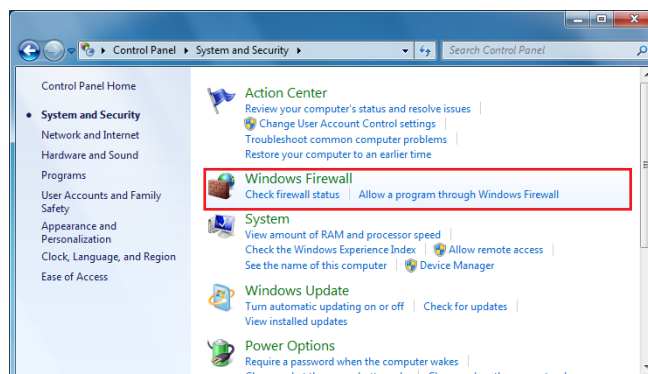 Control Panel System and Security Search Control Panel
Control Panel Home
System and Security
Network and Internet
Hardware and Sound
Programs
User Accounts and Family
Safety
Appearance and
Personalization
Clock, Language, and Region
Ease of Access
Action Center
Review your computer's status and resolve issues
Change User Account Control settings
Troubleshoot common computer problems
Restore your computer to an earlier time
Windows Firewall
Check firewall status Allow a program through Windows Firewall
System
View amount of RAM and processor speed
Check the Windows Experience Index Allow remote access
See the name of this computer Device Manager
Windows Update
Turn automatic updating on or off Check for updates
View installed updates
Power Options
Require a password when the computer wakes